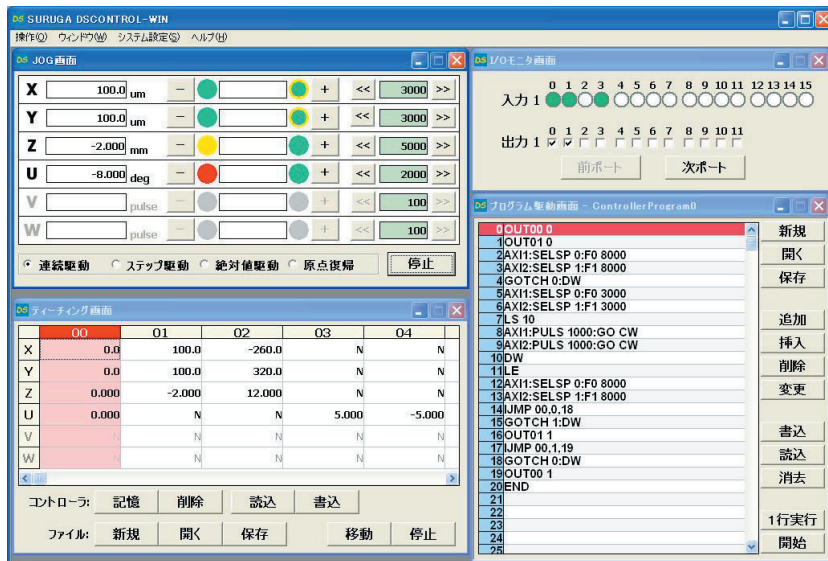 DS SURUGA DSCONTROL-WIN
操作(O) ウィンドウ(W) システム設定(S) ヘルプ(H)
DS JOG画面
X 100.0 um − + << 3000 >>
Y 100.0 um − + << 3000 >>
Z -2.000 mm − + << 5000 >>
U -8.000 deg − + << 2000 >>
V pulse − + << 100 >>
W pulse − + << 100 >>
連続駆動 ステップ駆動 絶対値駆動 原点復帰 停止
DS ティーチング画面
00 01 02 03 04
X 0.0 100.0 -260.0 N N
Y 0.0 100.0 320.0 N N
Z 0.000 -2.000 12.000 N N
U 0.000 N N 5.000 -5.000
V N N N N N
W N N N N N
コントローラ: 記憶 削除 読込 書込
ファイル: 新規 開く 保存 移動 停止
DS I/Oモニタ画面
0 1 2 3 4 5 6 7 8 9 10 11 12 13 14 15
入力 1
0 1 2 3 4 5 6 7 8 9 10 11
出力 1
前ポート 次ポート
DS プログラム駆動画面 - ControllerProgram0
0 OUT00 0
1 OUT01 0
2 AXI1:SELSP 0:F0 8000
3 AXI2:SELSP 1:F1 8000
4 GOTCH 0:DW
5 AXI1:SELSP 0:F0 3000
6 AXI2:SELSP 1:F1 3000
7 LS 10
8 AXI1:PULS 1000:GO CW
9 AXI2:PULS 1000:GO CW
10 DW
11 LE
12 AXI1:SELSP 0:F0 8000
13 AXI2:SELSP 1:F1 8000
14 IJMP 00,0,18
15 GOTCH 1:DW
16 OUT01 1
17 IJMP 00,1,19
18 GOTCH 0:DW
19 OUT00 1
20 END
21
22
23
24
25
新規
開く
保存
追加
挿入
削除
変更
書込
読込
消去
1行実行
開始